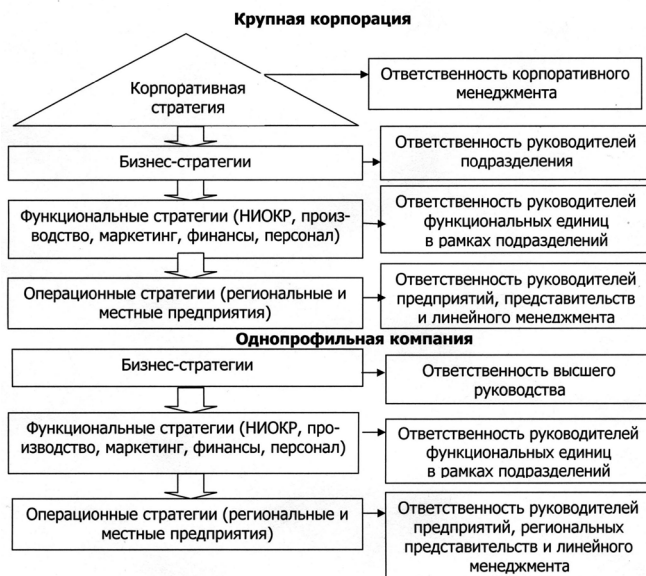 Крупная корпорация
Корпоративная
стратегия
Ответственность корпоративного
менеджмента
Бизнес-стратегии
Ответственность руководителей
подразделения
Функциональные стратегии (НИОКР, произ-
водство, маркетинг, финансы, персонал)
Ответственность руководителей
функциональных единиц
в рамках подразделений
Операционные стратегии (региональные и
местные предприятия)
Ответственность руководителей
предприятий, представительств
и линейного менеджмента
Однопрофильная компания
Бизнес-стратегии
Ответственность высшего
руководства
Функциональные стратегии (НИОКР, про-
изводство, маркетинг, финансы, персонал)
Ответственность руководителей
функциональных единиц
в рамках подразделений
Операционные стратегии (региональные и
местные предприятия)
Ответственность руководителей
предприятий, региональных
представительств и линейного
менеджмента